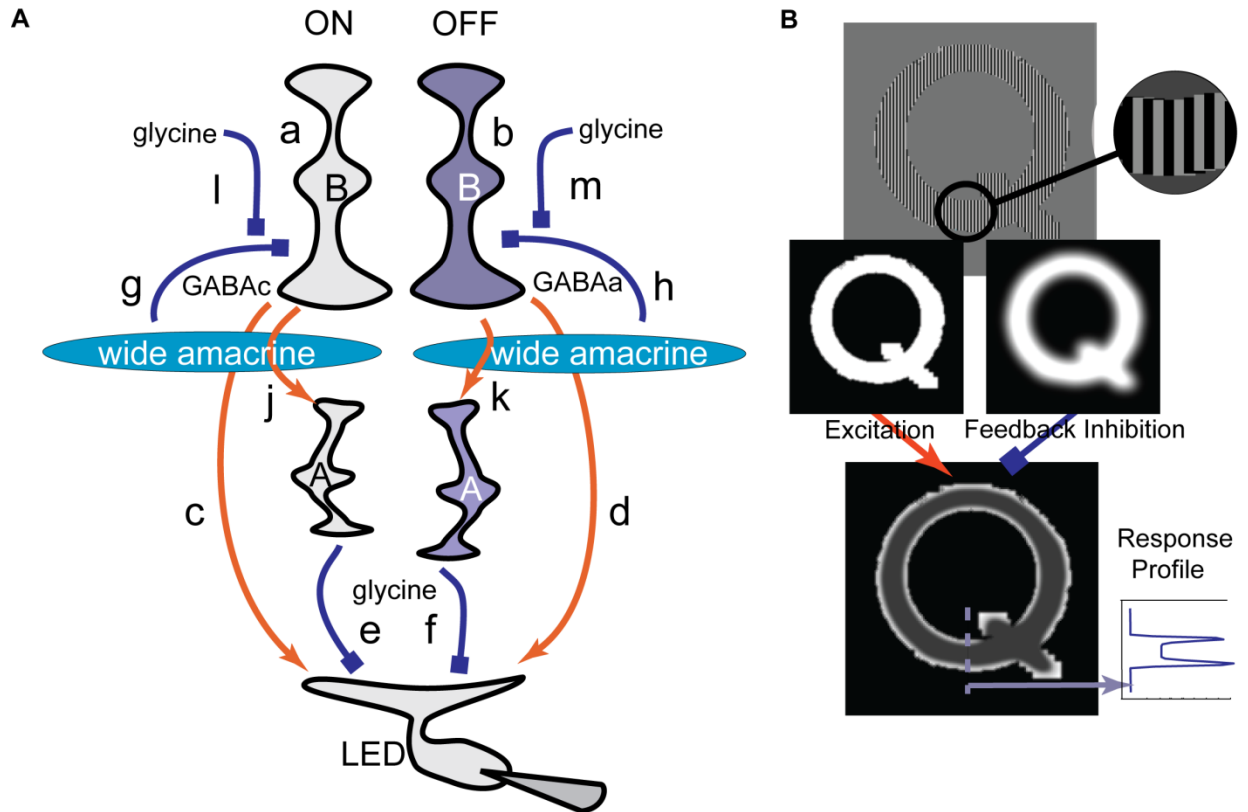 A
ON
OFF
glycine
a
b
glycine
l
B
B
m
g
GABAc
GABAa
h
wide amacrine
wide amacrine
j
k
A
A
c
d
glycine
e
f
LED
B
Excitation
Feedback Inhibition
Response
Profile